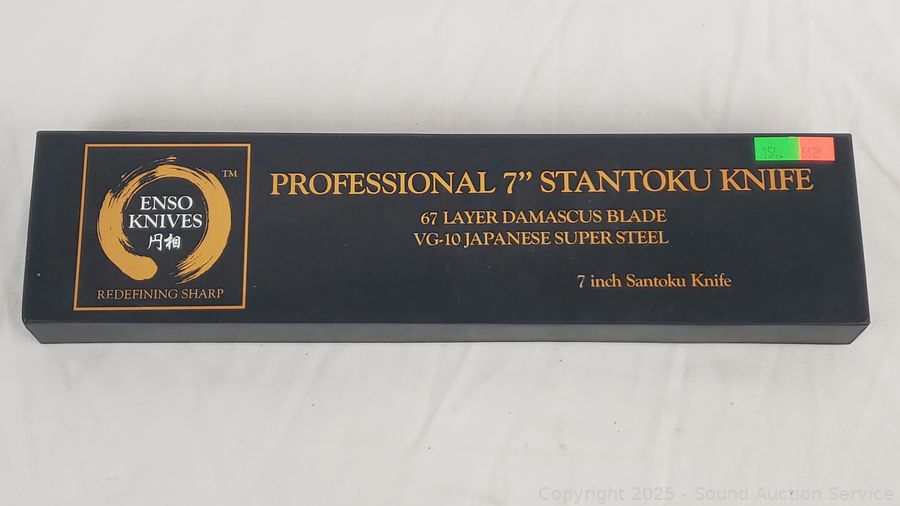 ENSO
KNIVES
円相
TM
REDEFINING SHARP
PROFESSIONAL 7” STANTOKU KNIFE
67 LAYER DAMASCUS BLADE
VG-10 JAPANESE SUPER STEEL
7 inch Santoku Knife
Copyright 2025 - Sound Auction Service